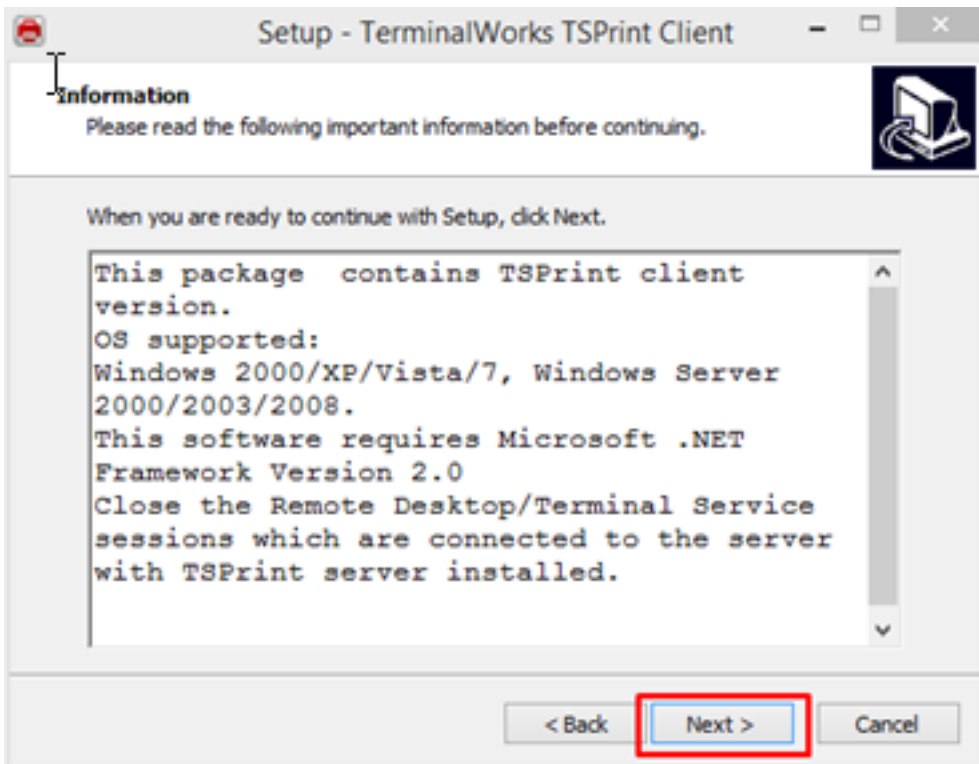 Setup - TerminalWorks TSPrint Client
Information
Please read the following important information before continuing.
When you are ready to continue with Setup, click Next.
This package  contains TSPrint client
version.
OS supported:
Windows 2000/XP/Vista/7, Windows Server
2000/2003/2008.
This software requires Microsoft .NET
Framework Version 2.0
Close the Remote Desktop/Terminal Service
sessions which are connected to the server
with TSPrint server installed.
< Back Next > Cancel